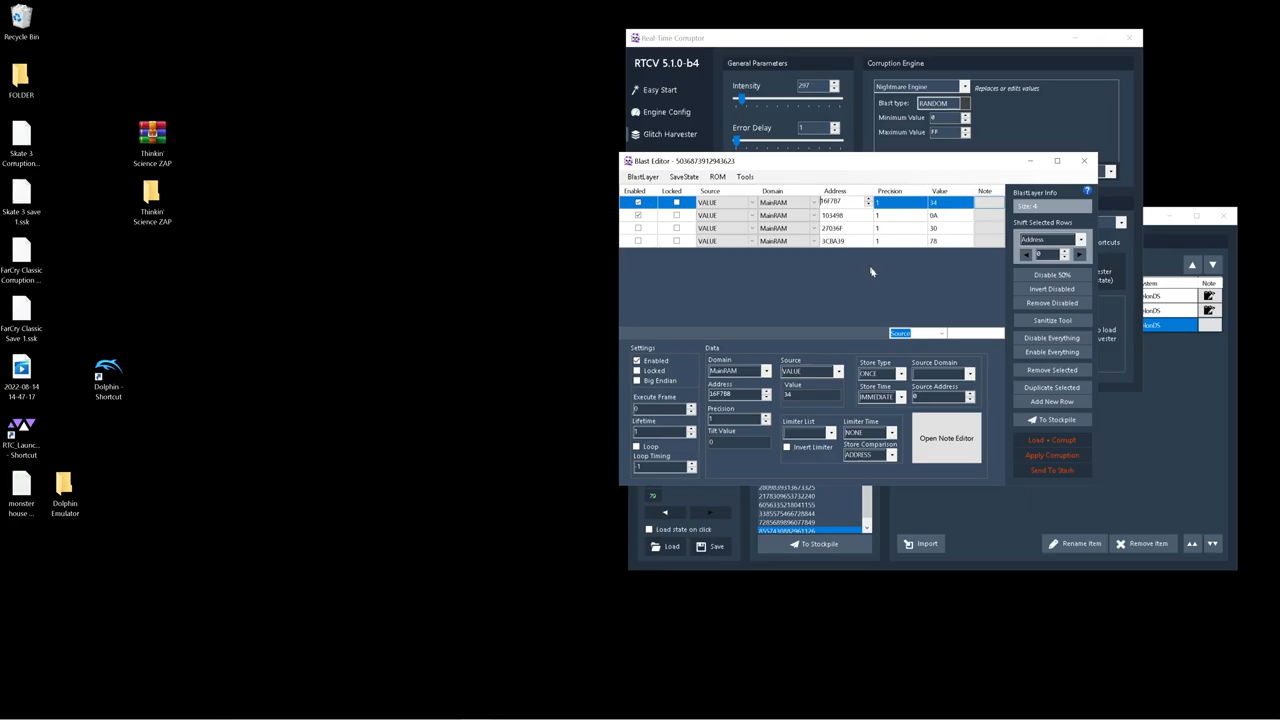 Recycle Bin
FOLDER
Skate 3
Corruption...
Thinkin'
Science ZAP
Skate 3 save
1.ssk
Thinkin'
Science ZAP
FarCry Classic
Corruption ...
FarCry Classic
Save 1.ssk
2022-08-14
14-47-17
Dolphin -
Shortcut
RTC_Launc...
- Shortcut
monster
house ...
Dolphin
Emulator
Real-Time Corruptor
RTCV 5.1.0-b4
Easy Start
Engine Config
Glitch Harvester
General Parameters
Intensity
297
Error Delay
1
Corruption Engine
Nightmare Engine
Replaces or edits values
Blast type:
RANDOM
Minimum Value
0
Maximum Value
FF
Blast Editor - 5036873912943623
BlastLayer
SaveState
ROM
Tools
Enabled
Locked
Source
Domain
Address
Precision
Value
Note
VALUE MainRAM 16F7B7 1 34
VALUE MainRAM 103498 1 0A
VALUE MainRAM 27036F 1 30
VALUE MainRAM 3CBA39 1 78
Source
BlastLayer Info
?
Size: 4
Shift Selected Rows
Address
0
Disable 50%
Invert Disabled
Remove Disabled
Sanitize Tool
Disable Everything
Enable Everything
Remove Selected
Duplicate Selected
Add New Row
To Stockpile
Load + Corrupt
Apply Corruption
Send To Stash
Settings
Enabled
Locked
Big Endian
Execute Frame
0
Lifetime
1
Loop
Loop Timing
-1
Data
Domain
MainRAM
Address
16F7B8
Precision
1
Tilt Value
0
Source
VALUE
Value
34
Limiter List
Invert Limiter
Store Type
ONCE
Store Time
IMMEDIATE
Limiter Time
NONE
Store Comparison
ADDRESS
Source Domain
Source Address
0
Open Note Editor
79
Load state on click
Load
Save
2809839313673325
2178309653732240
6056335218041155
3385575466728844
7285689896077849
8552430882961126
To Stockpile
Import
Rename Item
Remove Item
Note